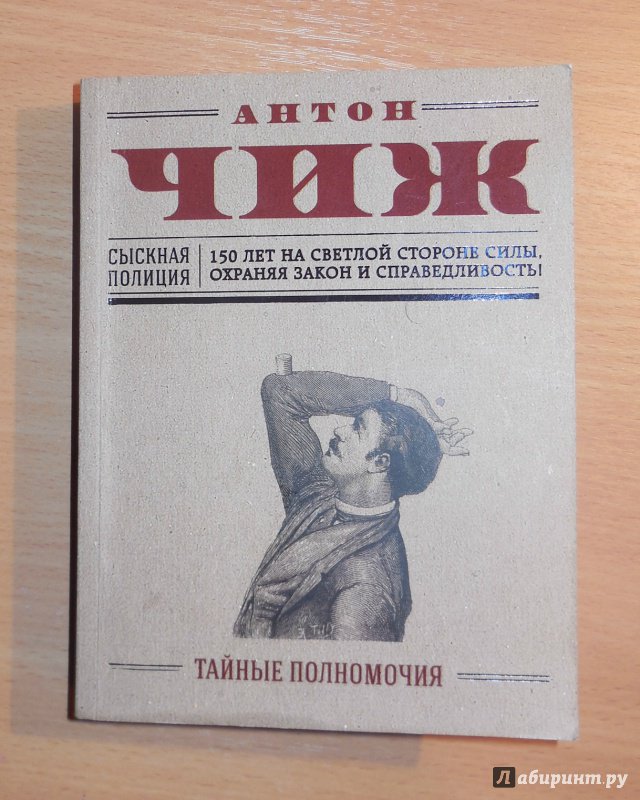 АНТОН
ЧИЖ
СЫСКНАЯ
ПОЛИЦИЯ
150 ЛЕТ НА СВЕТЛОЙ СТОРОНЕ СИЛЫ,
ОХРАНЯЯ ЗАКОН И СПРАВЕДЛИВОСТЬ!
ТАЙНЫЕ ПОЛНОМОЧИЯ
Лабиринт.ру